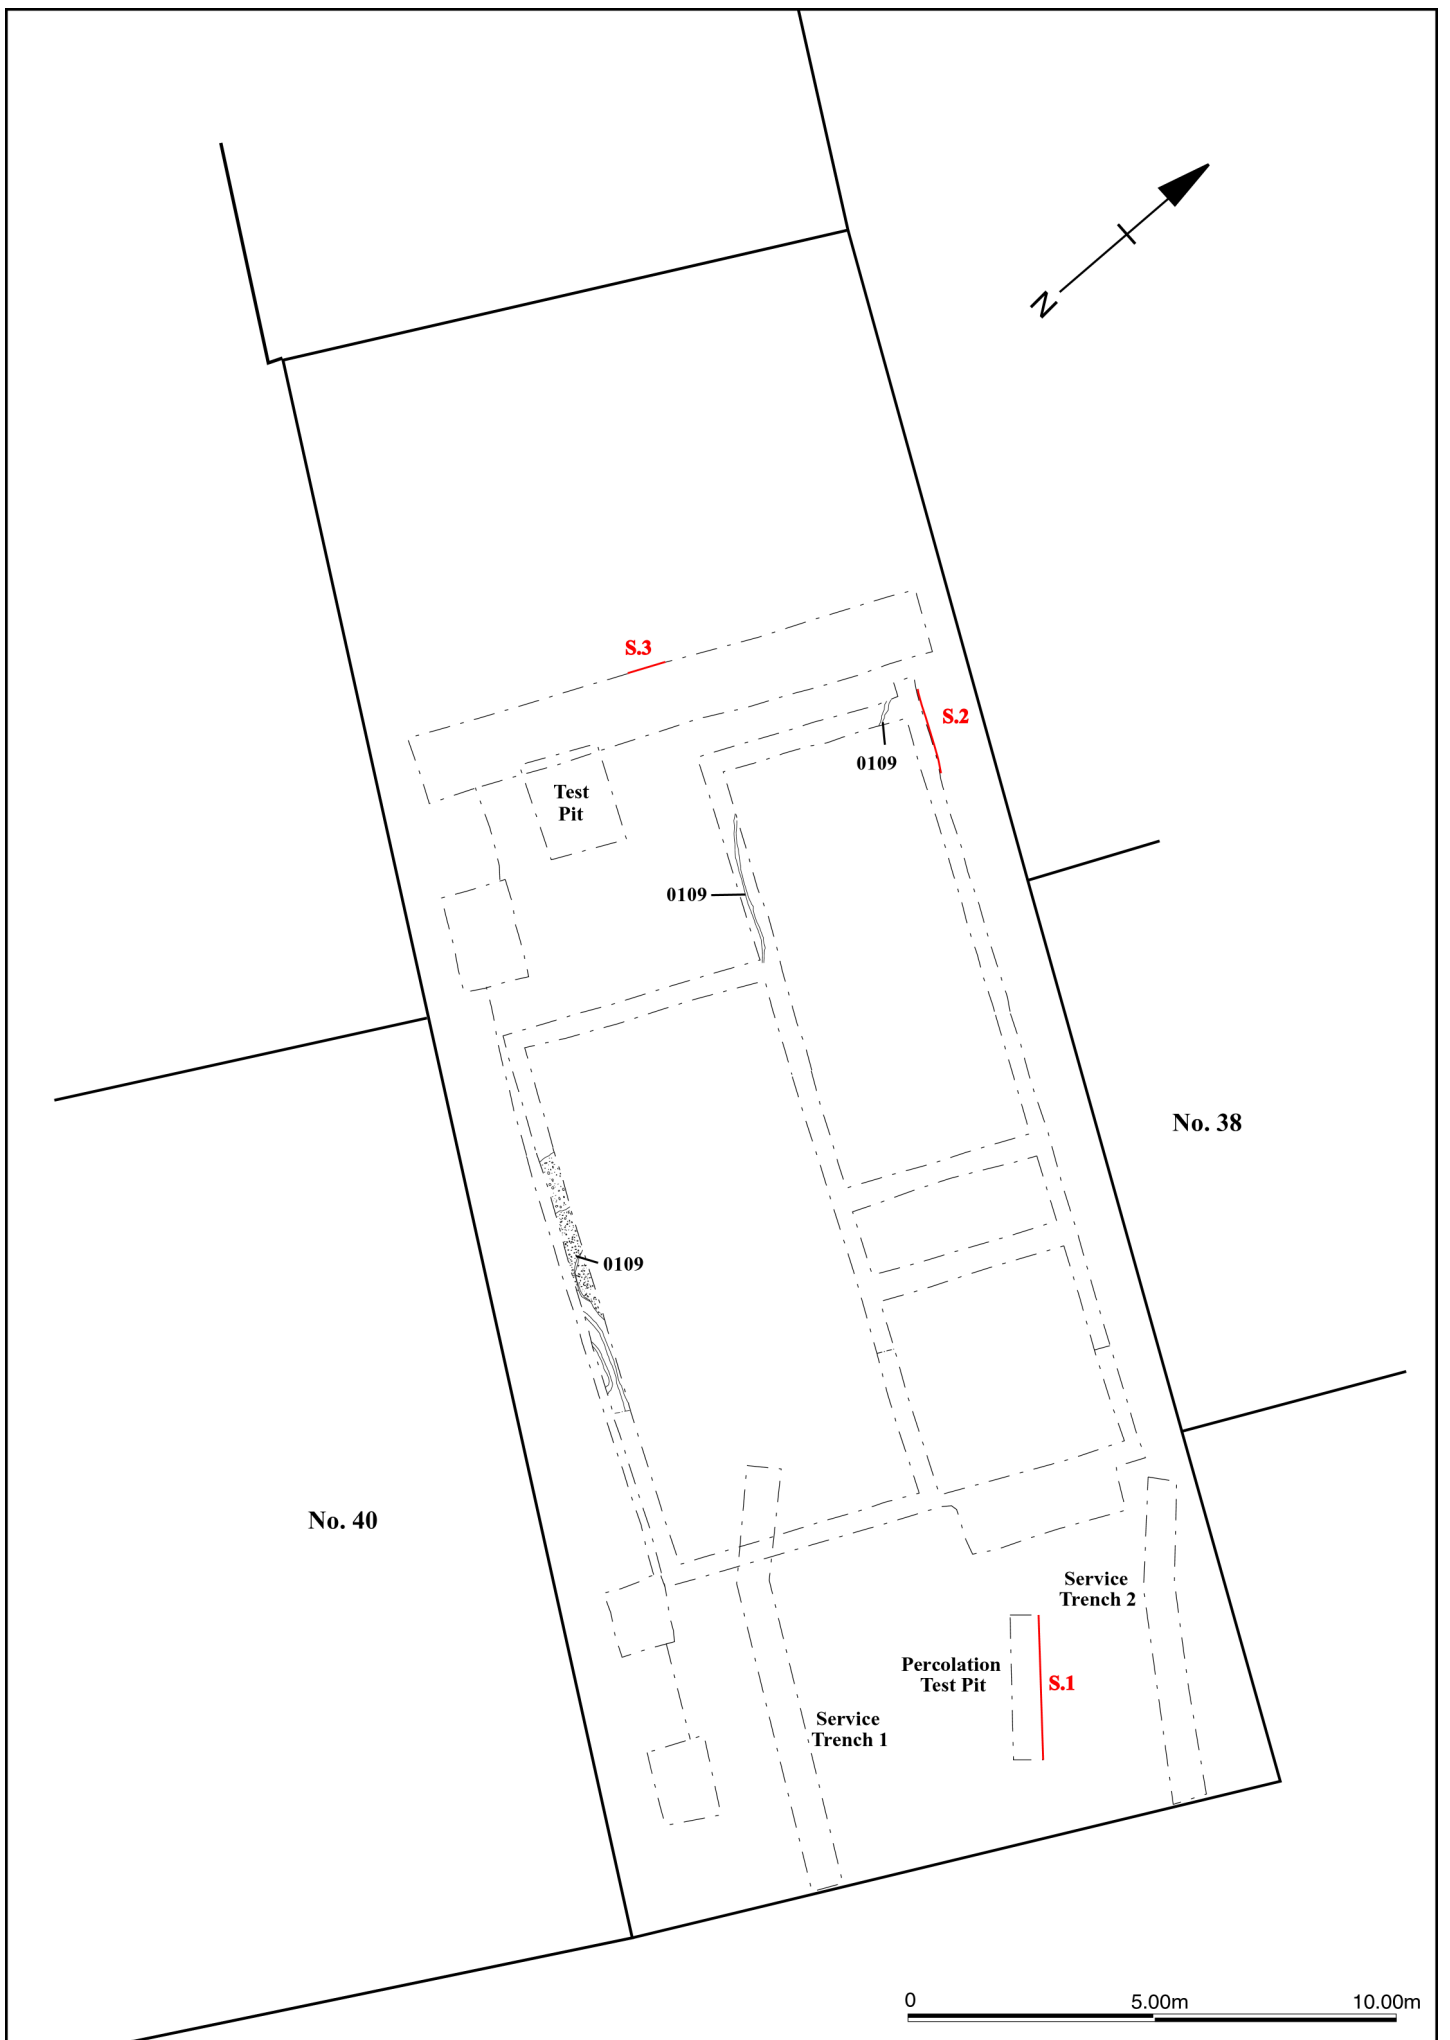 N
S.3
S.2
0109
Test
Pit
0109
No. 38
0109
No. 40
Service
Trench 2
Percolation
Test Pit
S.1
Service
Trench 1
0
5.00m
10.00m